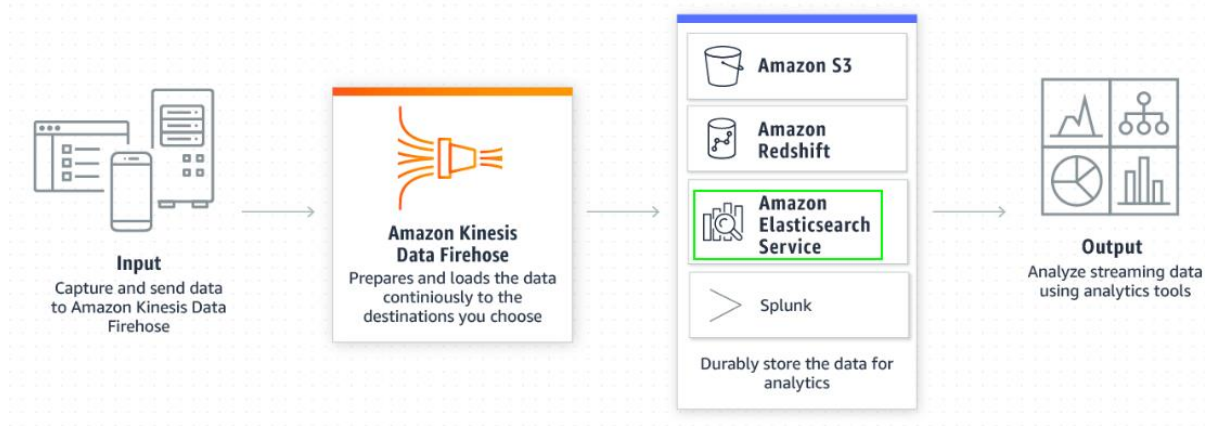 Input
Capture and send data
to Amazon Kinesis Data
Firehose
Amazon Kinesis
Data Firehose
Prepares and loads the data
continiously to the
destinations you choose
Amazon S3
Amazon
Redshift
Amazon
Elasticsearch
Service
Splunk
Durably store the data for
analytics
Output
Analyze streaming data
using analytics tools